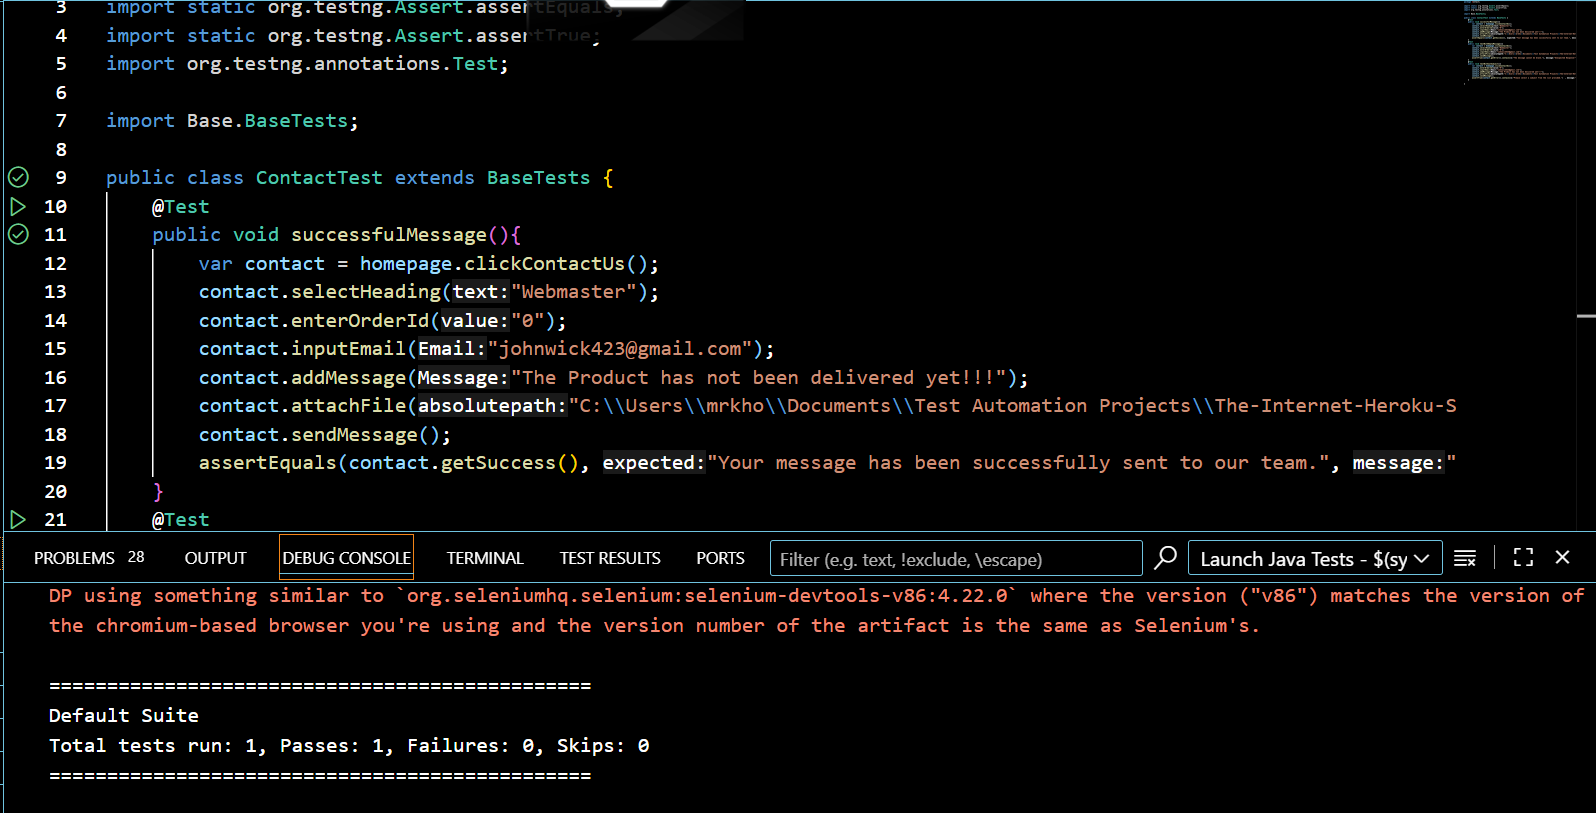 3 import static org.testng.Assert.assertEquals;
4 import static org.testng.Assert.assertTrue;
5 import org.testng.annotations.Test;
6
7 import Base.BaseTests;
8
9 public class ContactTest extends BaseTests {
10 @Test
11 public void successfulMessage(){
12 var contact = homepage.clickContactUs();
13 contact.selectHeading(text:"Webmaster");
14 contact.enterOrderId(value:"0");
15 contact.inputEmail(Email:"johnwick423@gmail.com");
16 contact.addMessage(Message:"The Product has not been delivered yet!!!");
17 contact.attachFile(absolutepath:"C:\\Users\\mrkho\\Documents\\Test Automation Projects\\The-Internet-Heroku-S
18 contact.sendMessage();
19 assertEquals(contact.getSuccess(), expected:"Your message has been successfully sent to our team.", message:"
20 }
21 @Test
PROBLEMS 28 OUTPUT DEBUG CONSOLE TERMINAL TEST RESULTS PORTS Filter (e.g. text, !exclude, \escape) Launch Java Tests - $(sy
DP using something similar to `org.seleniumhq.selenium:selenium-devtools-v86:4.22.0` where the version ("v86") matches the version of
the chromium-based browser you're using and the version number of the artifact is the same as Selenium's.
===============================================
Default Suite
Total tests run: 1, Passes: 1, Failures: 0, Skips: 0
===============================================